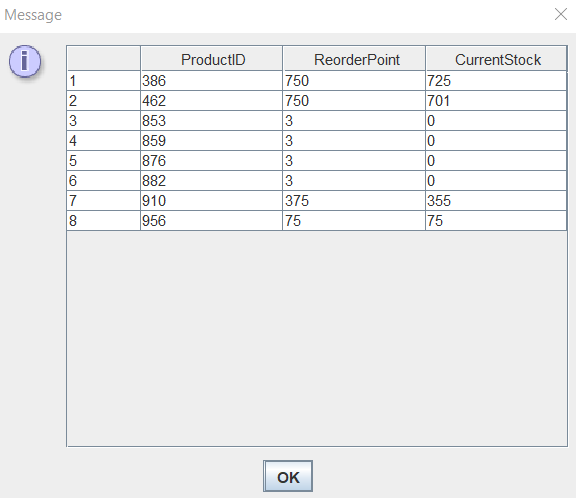 Message
ProductID ReorderPoint CurrentStock
1 386 750 725
2 462 750 701
3 853 3 0
4 859 3 0
5 876 3 0
6 882 3 0
7 910 375 355
8 956 75 75
OK